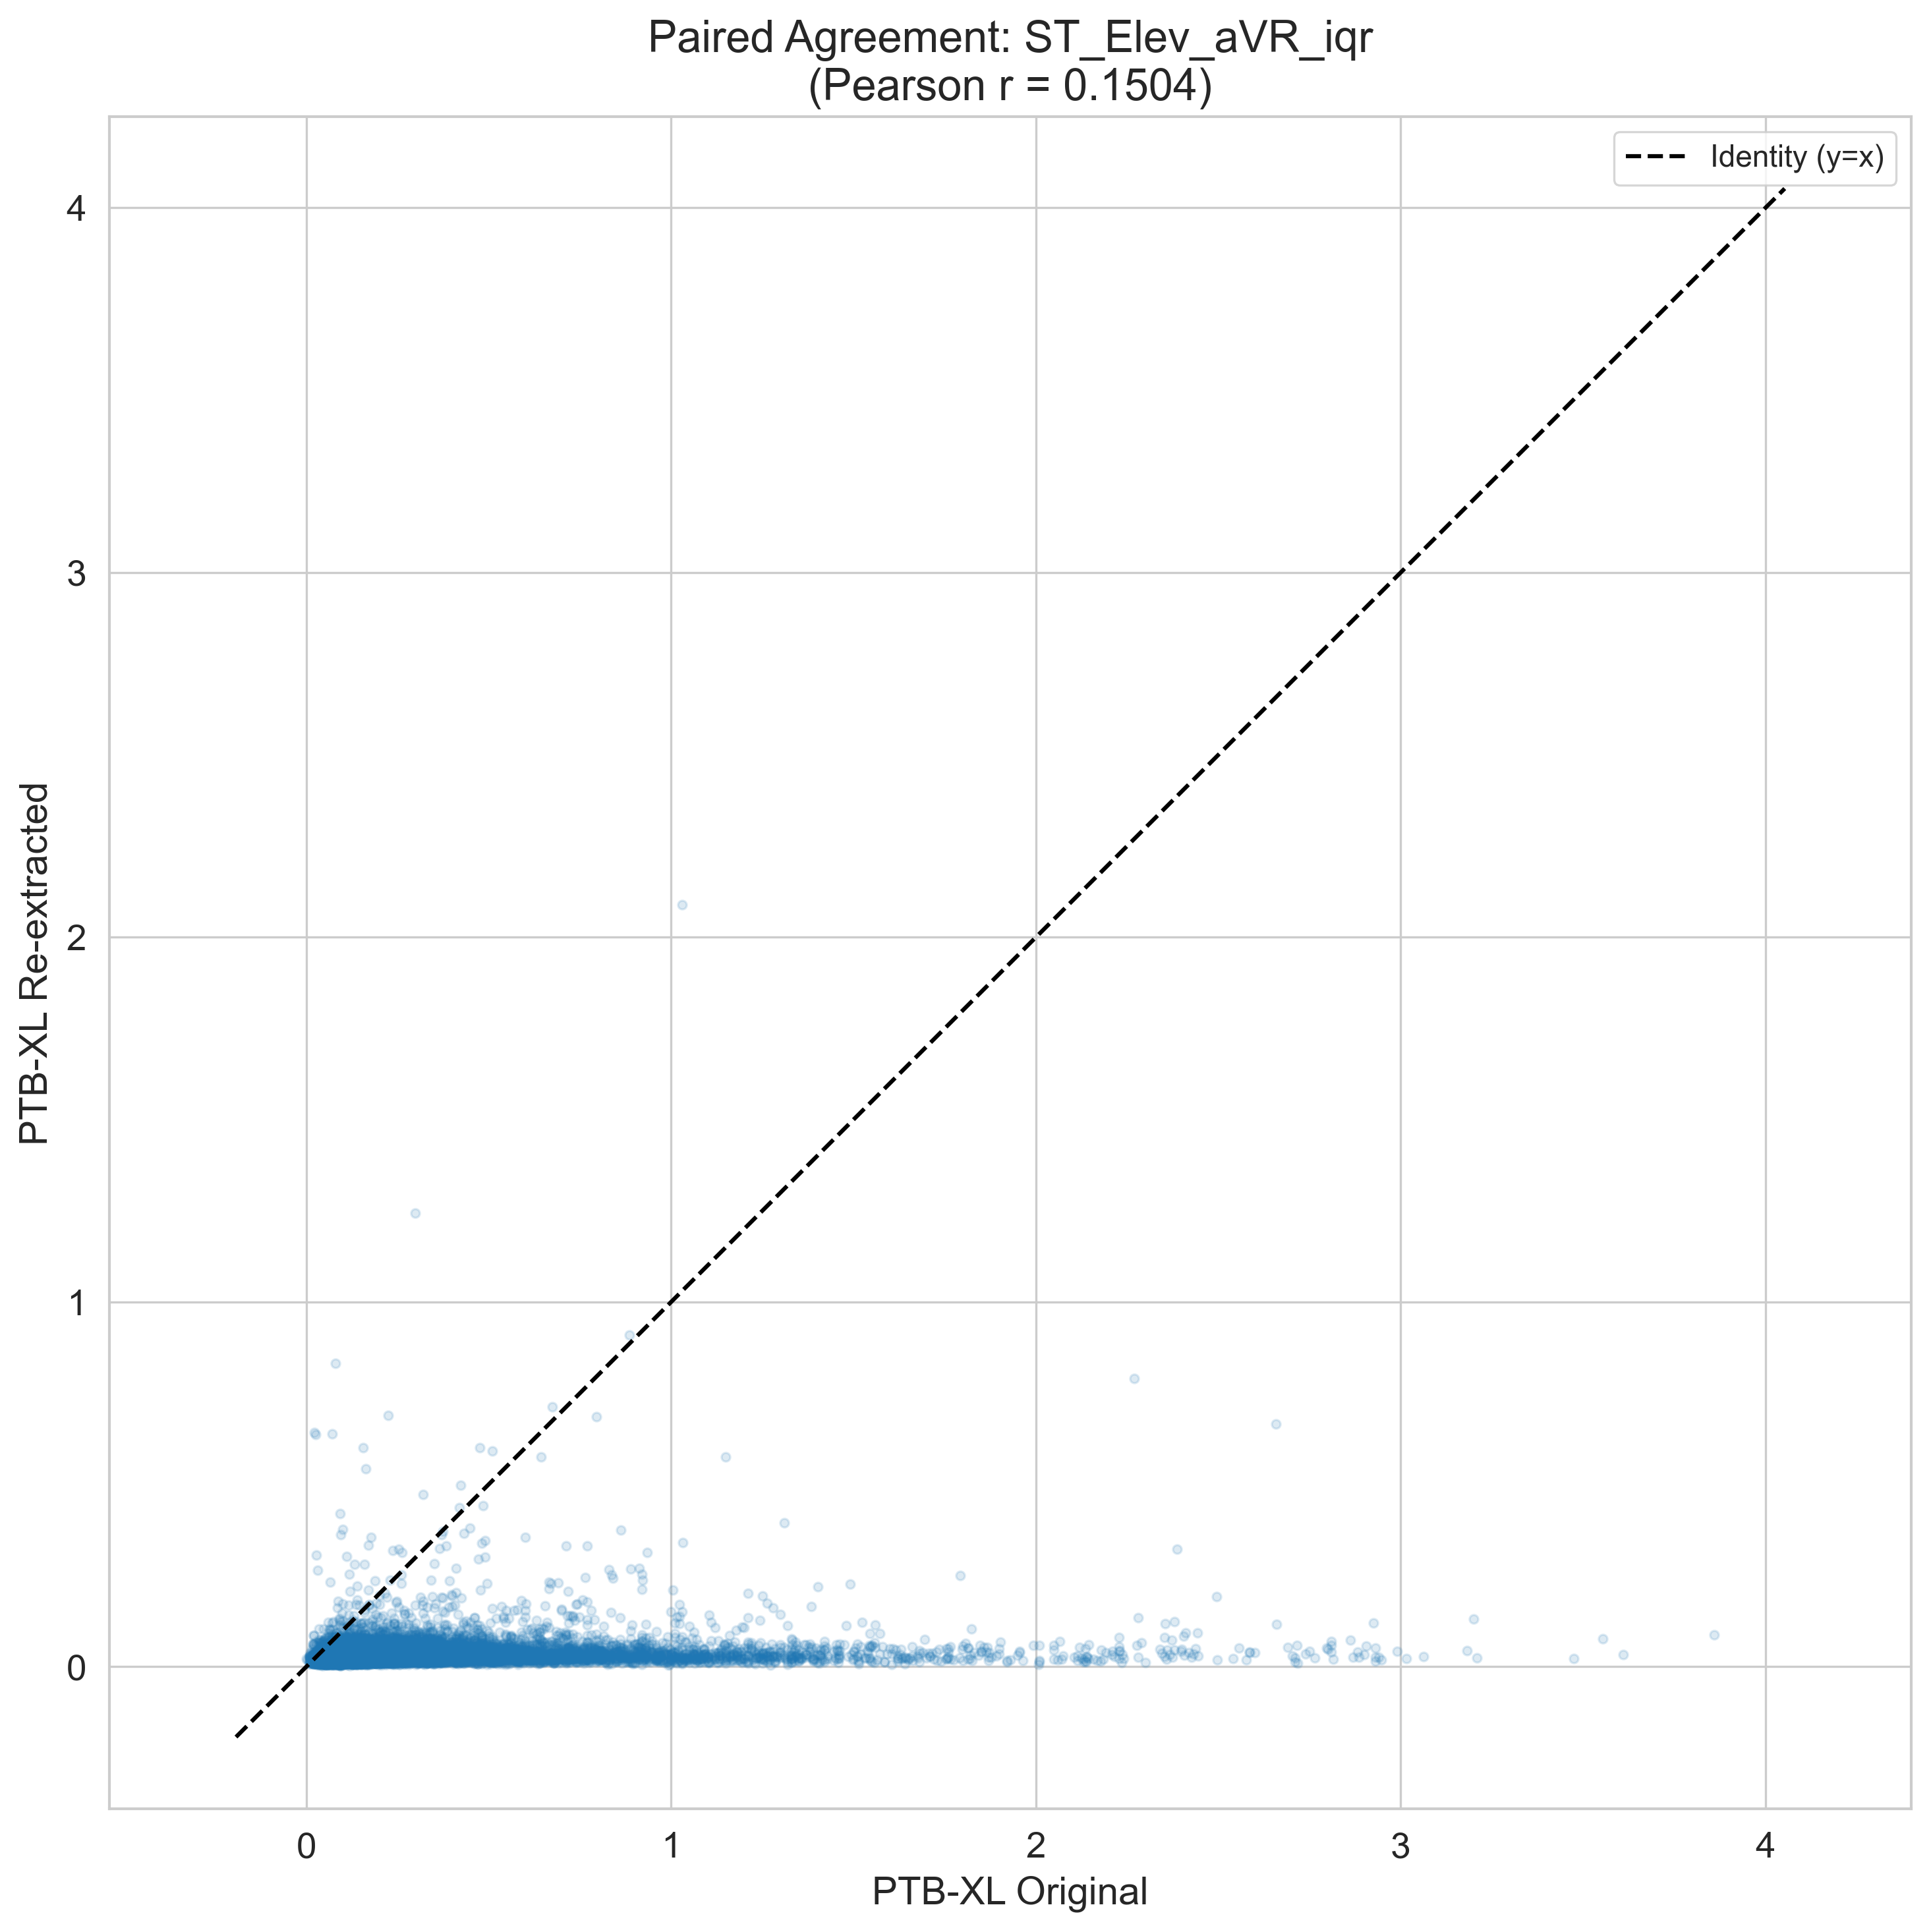 Paired Agreement: ST_Elev_aVR_iqr
(Pearson r = 0.1504)
Identity (y=x)
4
3
2
1
0
PTB-XL Re-extracted
0 1 2 3 4
PTB-XL Original